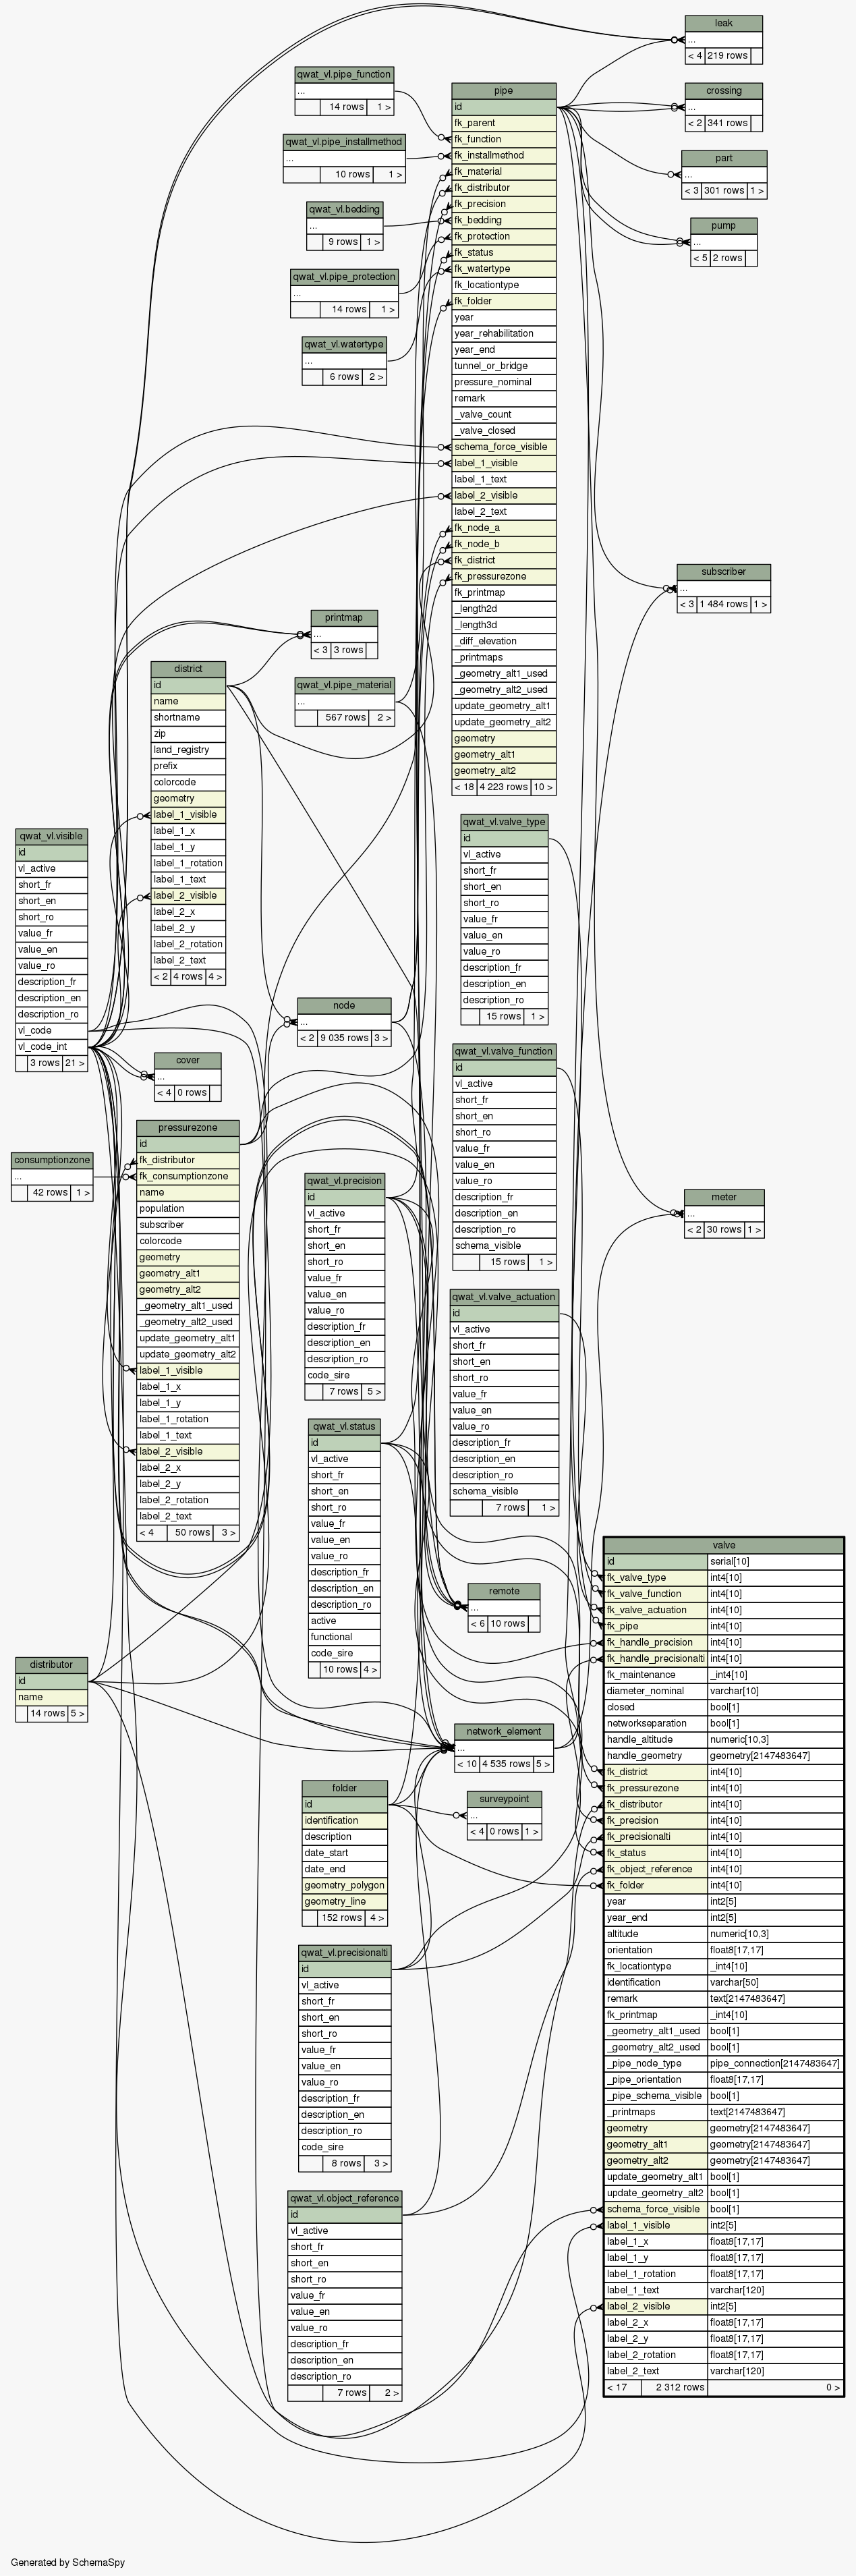 leak
...
< 4 219 rows
qwat_vl.pipe_function
...
14 rows 1 >
pipe
id
fk_parent
fk_function
fk_installmethod
fk_material
fk_distributor
fk_precision
fk_bedding
fk_protection
fk_status
fk_watertype
fk_locationtype
fk_folder
year
year_rehabilitation
year_end
tunnel_or_bridge
pressure_nominal
remark
_valve_count
_valve_closed
schema_force_visible
label_1_visible
label_1_text
label_2_visible
label_2_text
fk_node_a
fk_node_b
fk_district
fk_pressurezone
fk_printmap
_length2d
_length3d
_diff_elevation
_printmaps
_geometry_alt1_used
_geometry_alt2_used
update_geometry_alt1
update_geometry_alt2
geometry
geometry_alt1
geometry_alt2
< 18 4 223 rows 10 >
crossing
...
< 2 341 rows
qwat_vl.pipe_installmethod
...
10 rows 1 >
part
...
< 3 301 rows 1 >
qwat_vl.bedding
...
9 rows 1 >
pump
...
< 5 2 rows
qwat_vl.pipe_protection
...
14 rows 1 >
qwat_vl.watertype
...
6 rows 2 >
subscriber
...
< 3 1 484 rows 1 >
printmap
...
< 3 3 rows
district
id
name
shortname
zip
land_registry
prefix
colorcode
geometry
label_1_visible
label_1_x
label_1_y
label_1_rotation
label_1_text
label_2_visible
label_2_x
label_2_y
label_2_rotation
label_2_text
< 2 4 rows 4 >
qwat_vl.pipe_material
...
567 rows 2 >
qwat_vl.visible
id
vl_active
short_fr
short_en
short_ro
value_fr
value_en
value_ro
description_fr
description_en
description_ro
vl_code
vl_code_int
3 rows 21 >
qwat_vl.valve_type
id
vl_active
short_fr
short_en
short_ro
value_fr
value_en
value_ro
description_fr
description_en
description_ro
15 rows 1 >
node
...
< 2 9 035 rows 3 >
cover
...
< 4 0 rows
qwat_vl.valve_function
id
vl_active
short_fr
short_en
short_ro
value_fr
value_en
value_ro
description_fr
description_en
description_ro
schema_visible
15 rows 1 >
pressurezone
id
fk_distributor
fk_consumptionzone
name
population
subscriber
colorcode
geometry
geometry_alt1
geometry_alt2
_geometry_alt1_used
_geometry_alt2_used
update_geometry_alt1
update_geometry_alt2
label_1_visible
label_1_x
label_1_y
label_1_rotation
label_1_text
label_2_visible
label_2_x
label_2_y
label_2_rotation
label_2_text
< 4 50 rows 3 >
consumptionzone
...
42 rows 1 >
qwat_vl.precision
id
vl_active
short_fr
short_en
short_ro
value_fr
value_en
value_ro
description_fr
description_en
description_ro
code_sire
7 rows 5 >
meter
...
< 2 30 rows 1 >
qwat_vl.valve_actuation
id
vl_active
short_fr
short_en
short_ro
value_fr
value_en
value_ro
description_fr
description_en
description_ro
schema_visible
7 rows 1 >
qwat_vl.status
id
vl_active
short_fr
short_en
short_ro
value_fr
value_en
value_ro
description_fr
description_en
description_ro
active
functional
code_sire
10 rows 4 >
valve
id serial[10]
fk_valve_type int4[10]
fk_valve_function int4[10]
fk_valve_actuation int4[10]
fk_pipe int4[10]
fk_handle_precision int4[10]
fk_handle_precisionalti int4[10]
fk_maintenance _int4[10]
diameter_nominal varchar[10]
closed bool[1]
networkseparation bool[1]
handle_altitude numeric[10,3]
handle_geometry geometry[2147483647]
fk_district int4[10]
fk_pressurezone int4[10]
fk_distributor int4[10]
fk_precision int4[10]
fk_precisionalti int4[10]
fk_status int4[10]
fk_object_reference int4[10]
fk_folder int4[10]
year int2[5]
year_end int2[5]
altitude numeric[10,3]
orientation float8[17,17]
fk_locationtype _int4[10]
identification varchar[50]
remark text[2147483647]
fk_printmap _int4[10]
_geometry_alt1_used bool[1]
_geometry_alt2_used bool[1]
_pipe_node_type pipe_connection[2147483647]
_pipe_orientation float8[17,17]
_pipe_schema_visible bool[1]
_printmaps text[2147483647]
geometry geometry[2147483647]
geometry_alt1 geometry[2147483647]
geometry_alt2 geometry[2147483647]
update_geometry_alt1 bool[1]
update_geometry_alt2 bool[1]
schema_force_visible bool[1]
label_1_visible int2[5]
label_1_x float8[17,17]
label_1_y float8[17,17]
label_1_rotation float8[17,17]
label_1_text varchar[120]
label_2_visible int2[5]
label_2_x float8[17,17]
label_2_y float8[17,17]
label_2_rotation float8[17,17]
label_2_text varchar[120]
< 17 2 312 rows 0 >
remote
...
< 6 10 rows
distributor
id
name
14 rows 5 >
network_element
...
< 10 4 535 rows 5 >
folder
id
identification
description
date_start
date_end
geometry_polygon
geometry_line
152 rows 4 >
surveypoint
...
< 4 0 rows 1 >
qwat_vl.precisionalti
id
vl_active
short_fr
short_en
short_ro
value_fr
value_en
value_ro
description_fr
description_en
description_ro
code_sire
8 rows 3 >
qwat_vl.object_reference
id
vl_active
short_fr
short_en
short_ro
value_fr
value_en
value_ro
description_fr
description_en
description_ro
7 rows 2 >
Generated by SchemaSpy